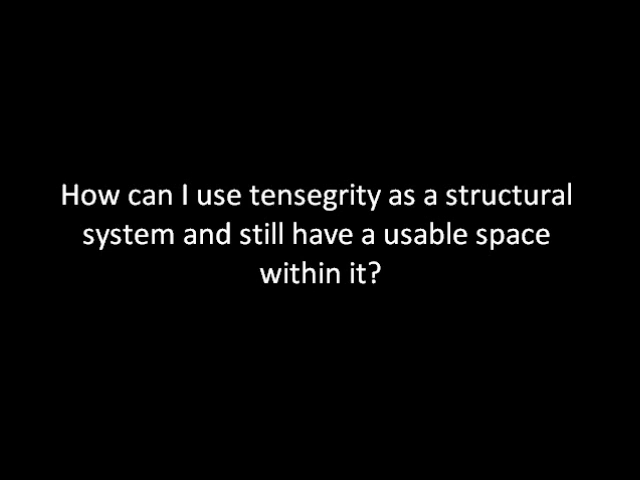 How can I use tensegrity as a structural
system and still have a usable space
within it?